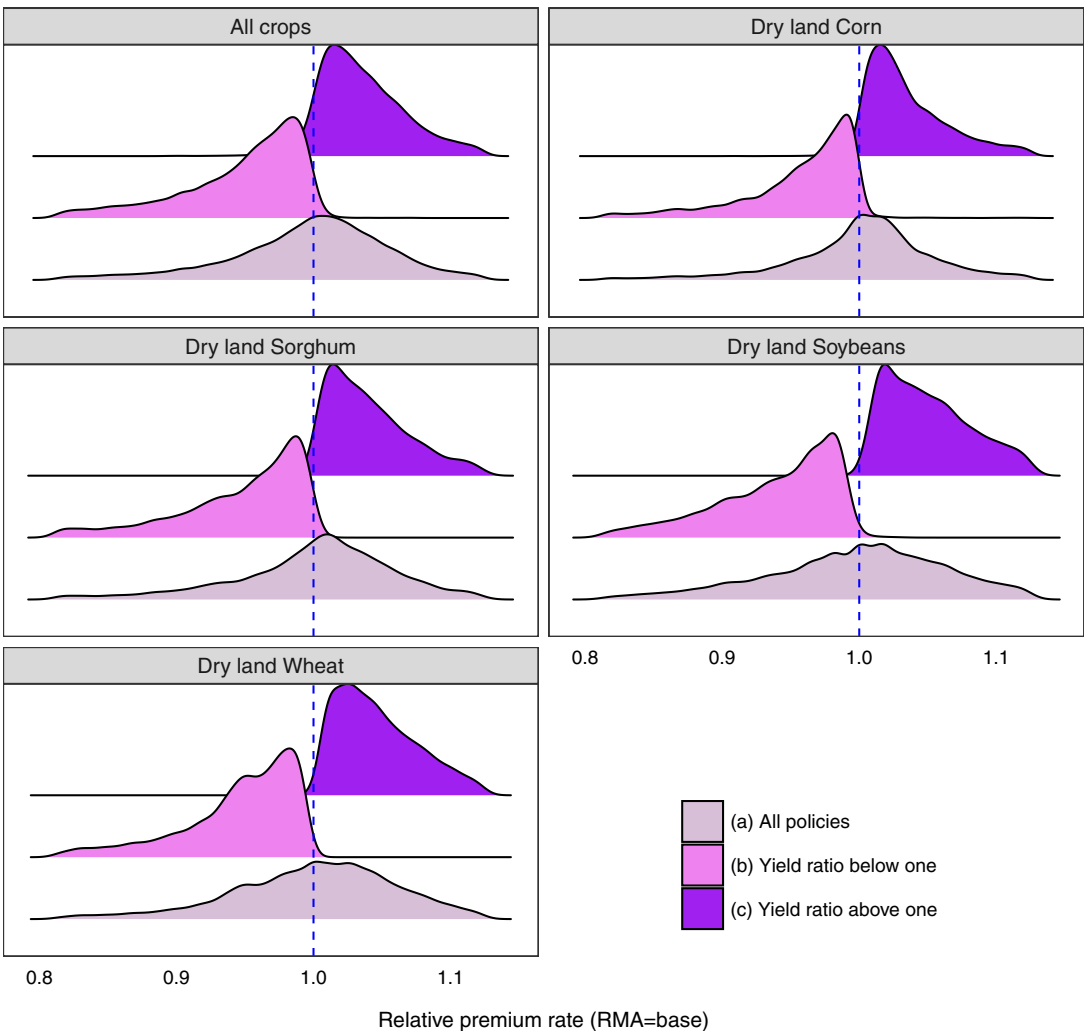 All crops
Dry land Corn
Dry land Sorghum
Dry land Soybeans
0.8 0.9 1.0 1.1
Dry land Wheat
(a) All policies
(b) Yield ratio below one
(c) Yield ratio above one
0.8 0.9 1.0 1.1
Relative premium rate (RMA=base)